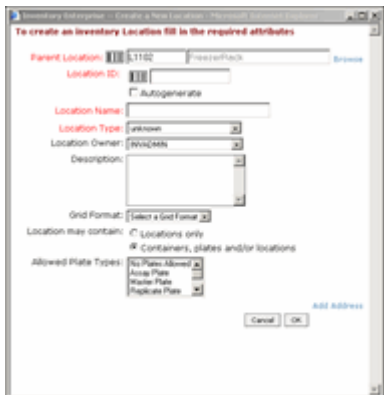 Inventory Enterprise - Create a New Location - Microsoft Internet Explorer
To create an inventory Location fill in the required attributes
Parent Location: L1102 FreezerRack Browse
Location ID:
Autogenerate
Location Name:
Location Type: unknown
Location Owner: INVADMIN
Description:
Grid Format: Select a Grid Format
Location may contain: Locations only
Containers, plates and/or locations
Allowed Plate Types: No Plates Allowed
Assay Plate
Master Plate
Replicate Plate
Add Address
Cancel OK